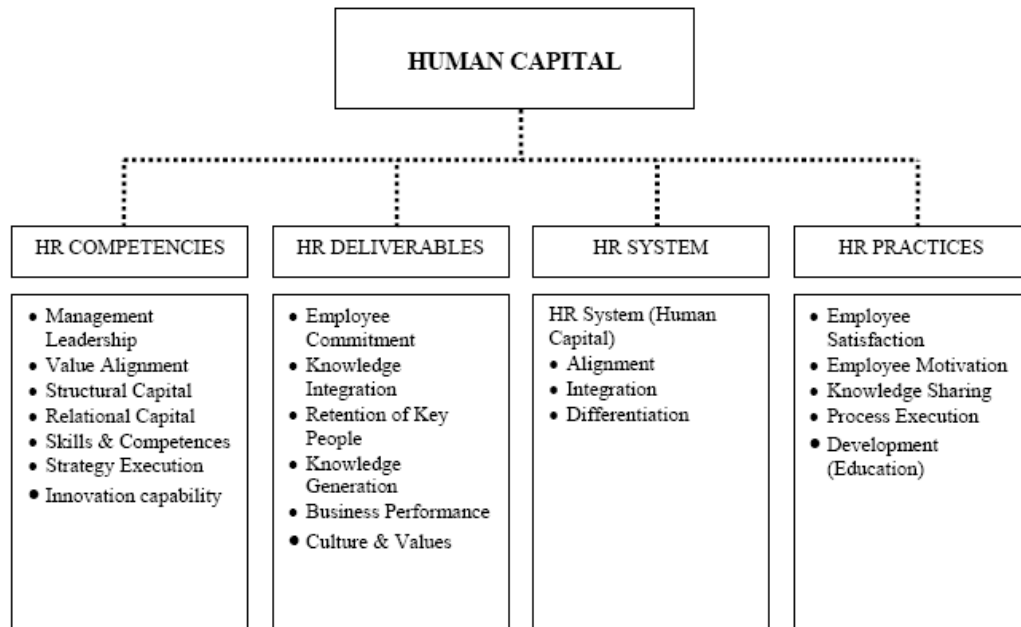 HUMAN CAPITAL
HR COMPETENCIES
HR DELIVERABLES
HR SYSTEM
HR PRACTICES
• Management
Leadership
• Value Alignment
• Structural Capital
• Relational Capital
• Skills & Competences
• Strategy Execution
• Innovation capability
• Employee
Commitment
• Knowledge
Integration
• Retention of Key
People
• Knowledge
Generation
• Business Performance
• Culture & Values
HR System (Human
Capital)
• Alignment
• Integration
• Differentiation
• Employee
Satisfaction
• Employee Motivation
• Knowledge Sharing
• Process Execution
• Development
(Education)